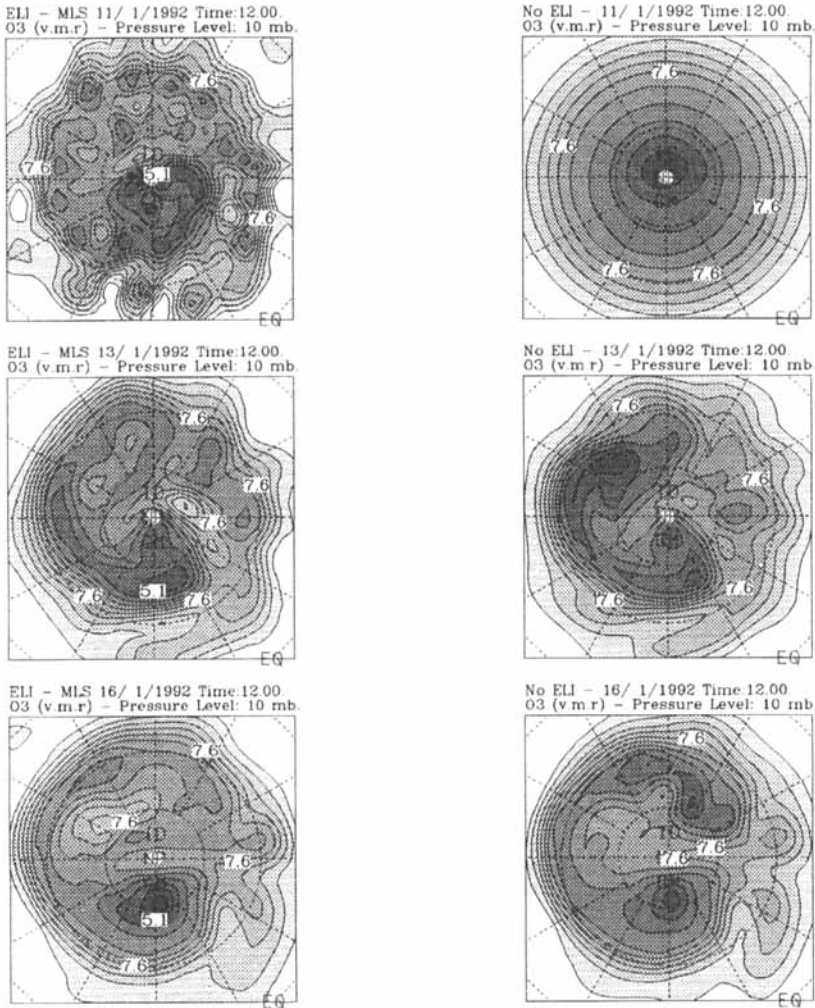 ELI - MLS 11/ 1/1992 Time:12.00.
O3 (v.m.r) - Pressure Level: 10 mb.
7.6
7.6
5.1
7.6
EQ
No ELI - 11/ 1/1992 Time:12.00.
O3 (v.m.r) - Pressure Level: 10 mb.
7.6
7.6
7.6
7.6
7.6
EQ
ELI - MLS 13/ 1/1992 Time:12.00.
O3 (v.m.r) - Pressure Level: 10 mb.
7.6
7.6
7.6
7.6
5.1
7.6
EQ
No ELI - 13/ 1/1992 Time:12.00.
O3 (v.m.r) - Pressure Level: 10 mb
7.6
7.6
7.6
7.6
EQ
ELI - MLS 16/ 1/1992 Time:12.00.
O3 (v.m.r) - Pressure Level: 10 mb.
7.6
7.6
7.6
5.1
7.6
EQ
No ELI - 16/ 1/1992 Time:12.00.
O3 (v.m.r) - Pressure Level: 10 mb
7.6
7.6
7.6
7.6
EQ